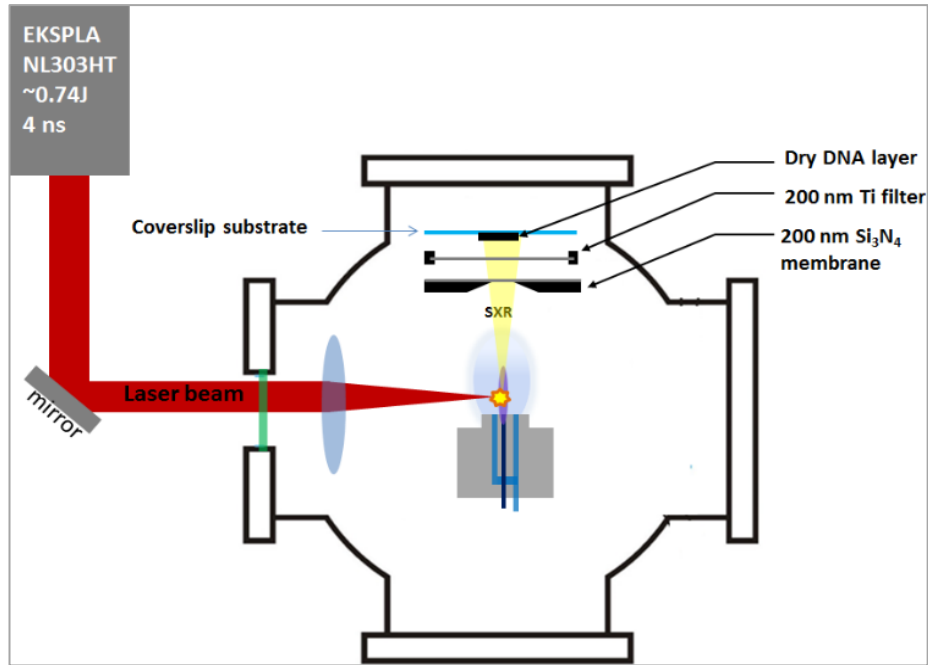 EKSPLA
NL303HT
~0.74J
4 ns
Dry DNA layer
200 nm Ti filter
Coverslip substrate
200 nm Si₃N₄
membrane
SXR
Laser beam
mirror